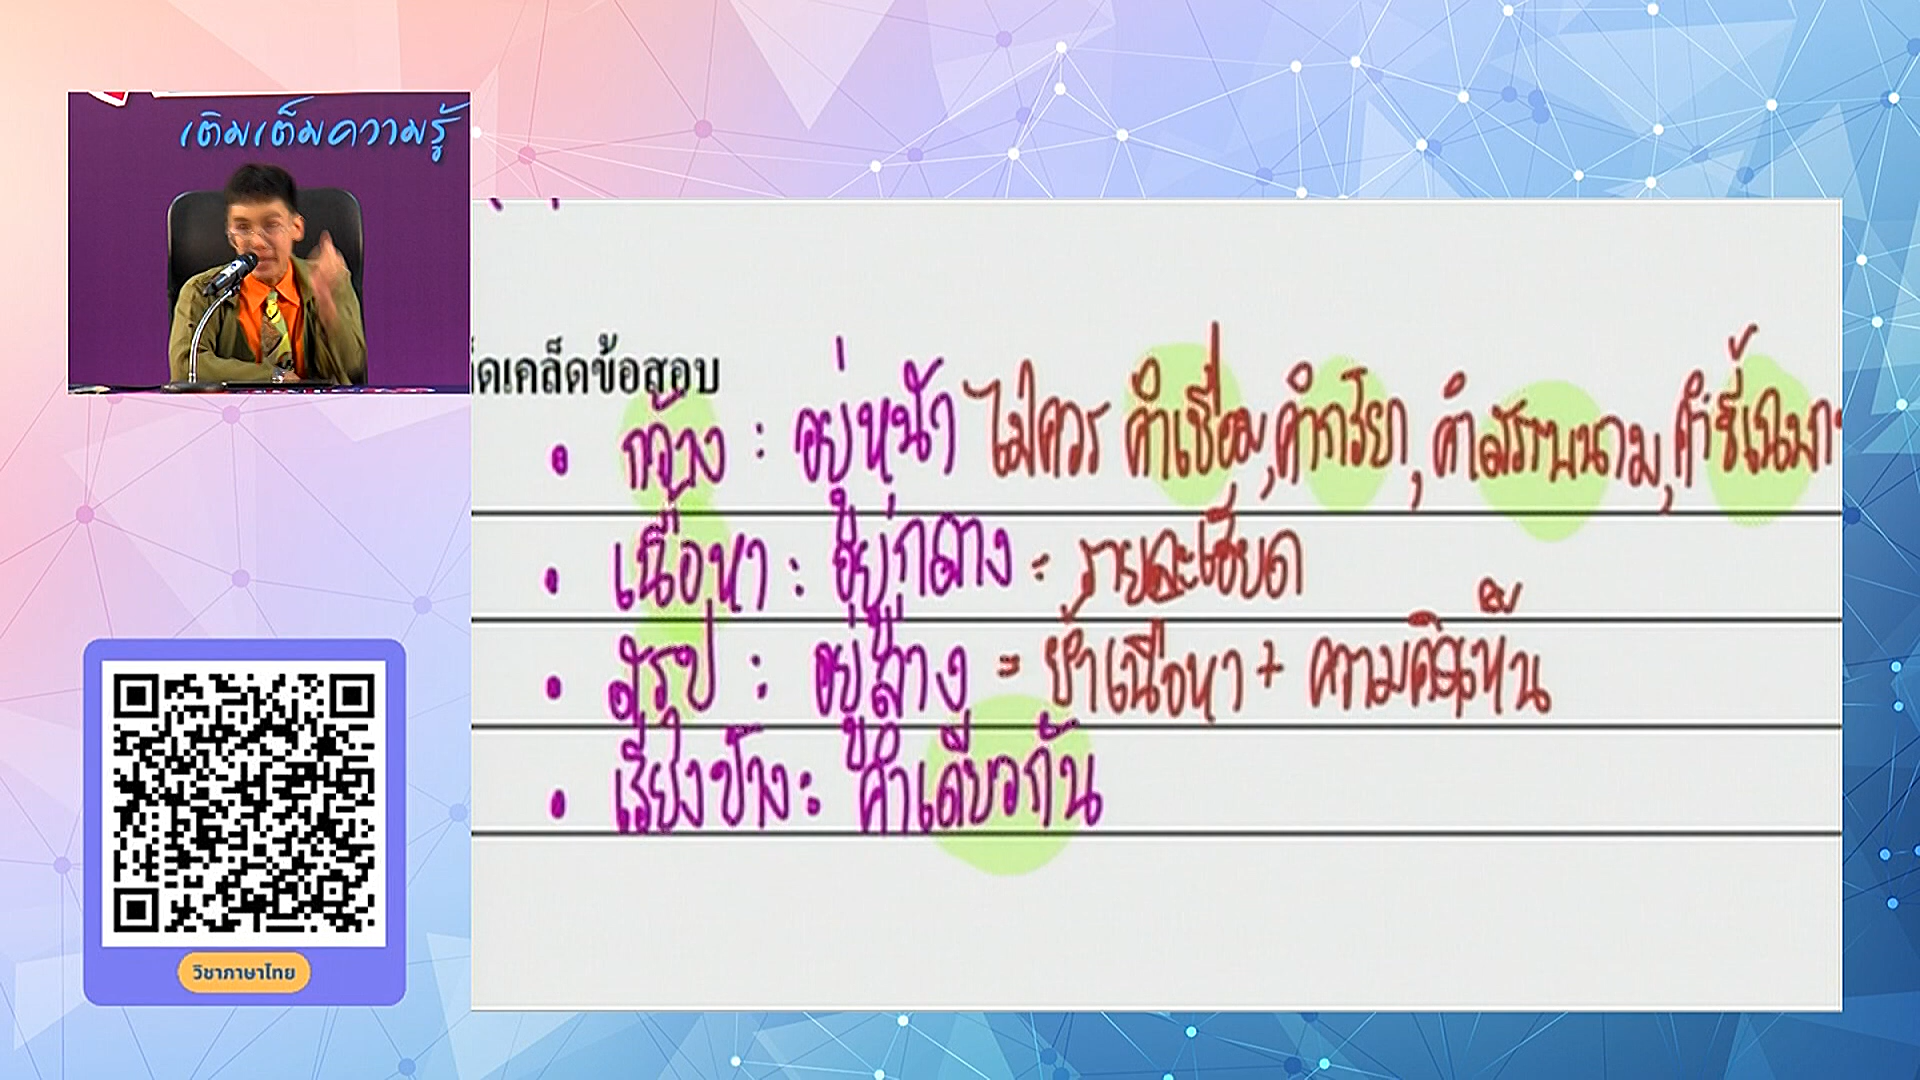 เติมเต็มความรู้
ด็ดเคล็ดข้อสอบ
• กว้าง : อยู่หน้า ไม่ควร คำเชื่อม, คำกริยา, คำสรรพนาม, คำชี้เฉพา
• เนื้อหา : อยู่กลาง = รายละเอียด
• สรุป : อยู่ล่าง = ย้ำเนื้อหา + ความคิดเห็น
• เรียงข้าง : คำเดียวกัน
วิชาภาษาไทย